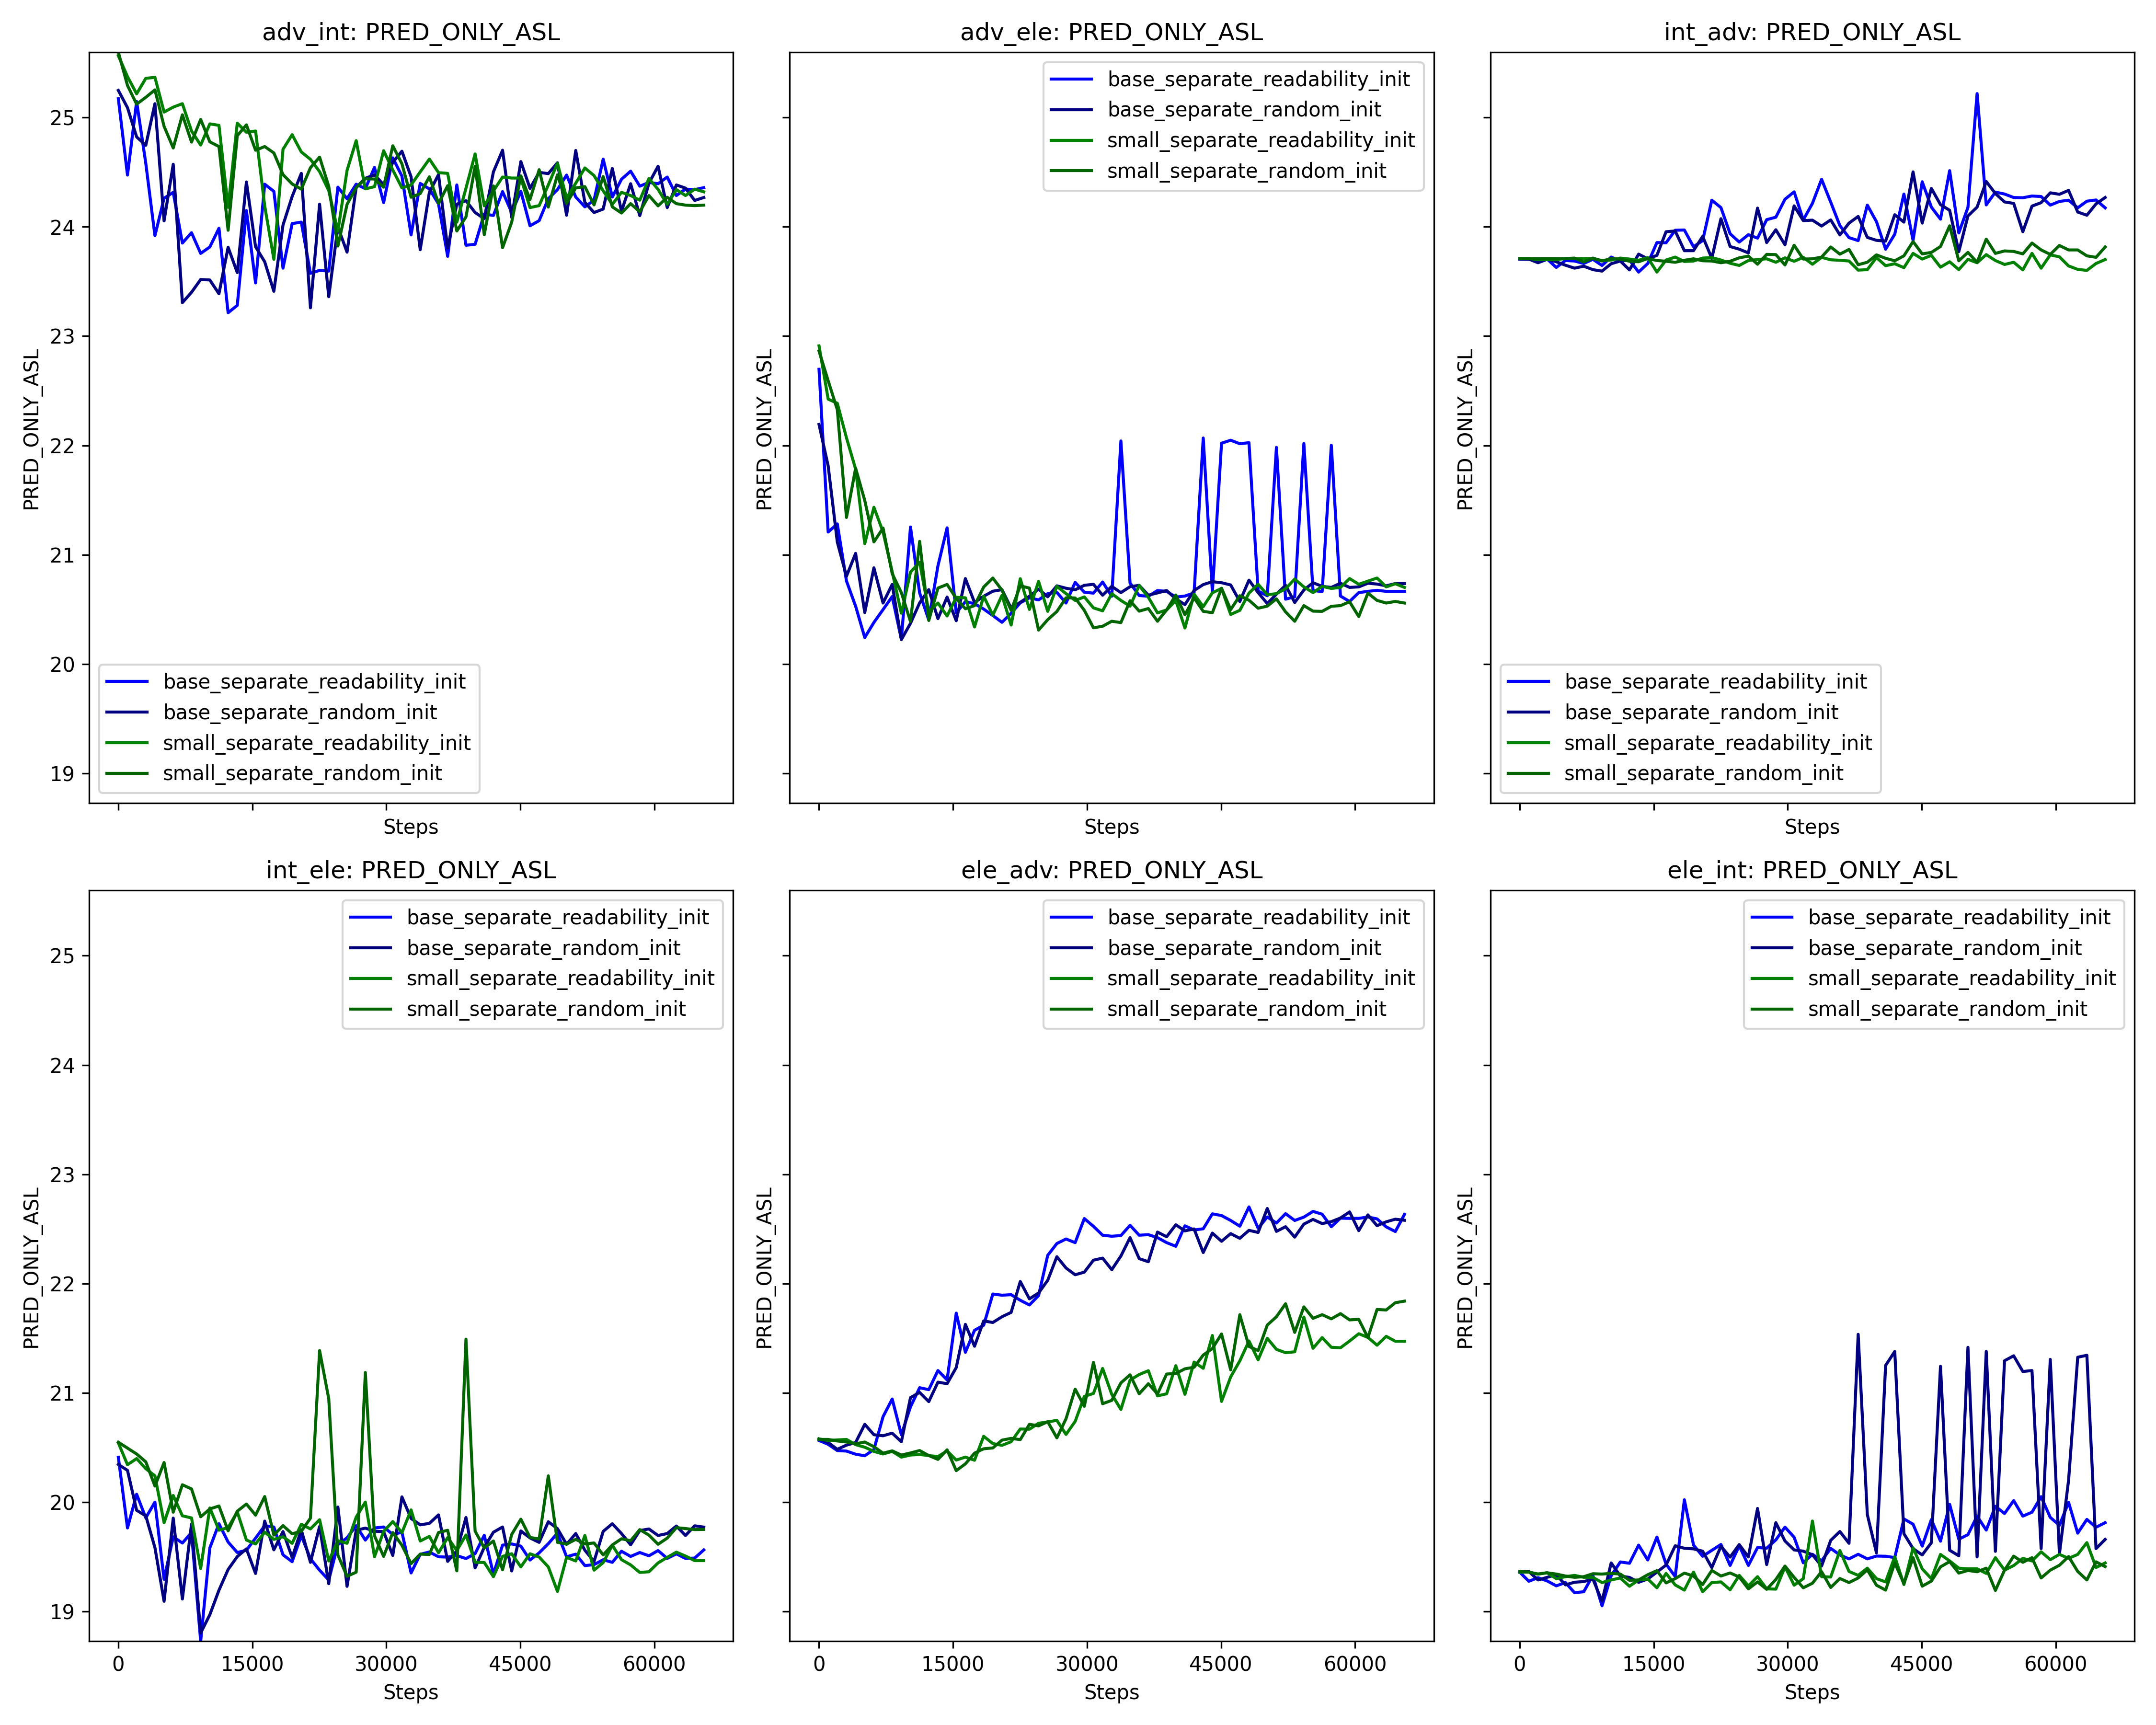 adv_int: PRED_ONLY_ASL
PRED_ONLY_ASL
25
24
23
22
21
20
19
base_separate_readability_init
base_separate_random_init
small_separate_readability_init
small_separate_random_init
Steps
adv_ele: PRED_ONLY_ASL
PRED_ONLY_ASL
base_separate_readability_init
base_separate_random_init
small_separate_readability_init
small_separate_random_init
Steps
int_adv: PRED_ONLY_ASL
PRED_ONLY_ASL
base_separate_readability_init
base_separate_random_init
small_separate_readability_init
small_separate_random_init
Steps
int_ele: PRED_ONLY_ASL
PRED_ONLY_ASL
25
24
23
22
21
20
19
base_separate_readability_init
base_separate_random_init
small_separate_readability_init
small_separate_random_init
0 15000 30000 45000 60000
Steps
ele_adv: PRED_ONLY_ASL
PRED_ONLY_ASL
base_separate_readability_init
base_separate_random_init
small_separate_readability_init
small_separate_random_init
0 15000 30000 45000 60000
Steps
ele_int: PRED_ONLY_ASL
PRED_ONLY_ASL
base_separate_readability_init
base_separate_random_init
small_separate_readability_init
small_separate_random_init
0 15000 30000 45000 60000
Steps